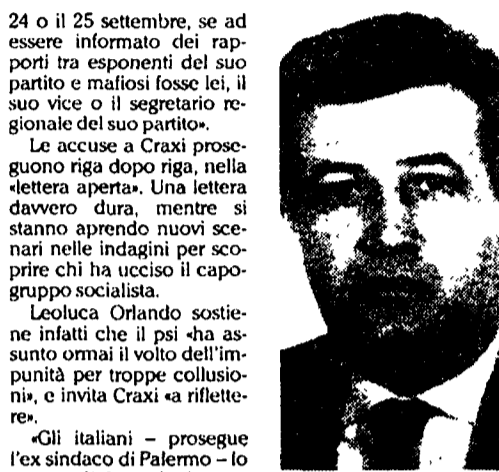 24 o il 25 settembre, se ad
essere informato dei rap-
porti tra esponenti del suo
partito e mafiosi fosse lei, il
suo vice o il segretario re-
gionale del suo partito».
Le accuse a Craxi prose-
guono riga dopo riga, nella
«lettera aperta». Una lettera
davvero dura, mentre si
stanno aprendo nuovi sce-
nari nelle indagini per sco-
prire chi ha ucciso il capo-
gruppo socialista.
Leoluca Orlando sostie-
ne infatti che il psi «ha as-
sunto ormai il volto dell'im-
punità per troppe collusio-
ni», e invita Craxi «a riflette-
re».
«Gli italiani – prosegue
l'ex sindaco di Palermo – lo